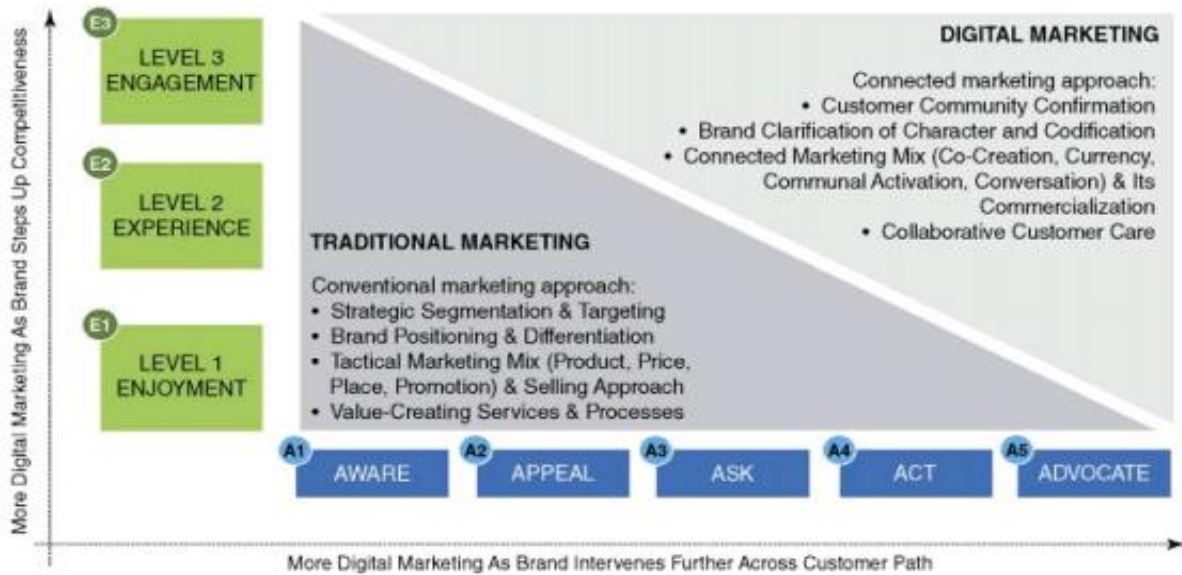 More Digital Marketing As Brand Steps Up Competitiveness
E3
LEVEL 3
ENGAGEMENT
E2
LEVEL 2
EXPERIENCE
E1
LEVEL 1
ENJOYMENT
DIGITAL MARKETING
Connected marketing approach:
• Customer Community Confirmation
• Brand Clarification of Character and Codification
• Connected Marketing Mix (Co-Creation, Currency,
Communal Activation, Conversation) & Its
Commercialization
• Collaborative Customer Care
TRADITIONAL MARKETING
Conventional marketing approach:
• Strategic Segmentation & Targeting
• Brand Positioning & Differentiation
• Tactical Marketing Mix (Product, Price,
Place, Promotion) & Selling Approach
• Value-Creating Services & Processes
A1
AWARE
A2
APPEAL
A3
ASK
A4
ACT
A5
ADVOCATE
More Digital Marketing As Brand Intervenes Further Across Customer Path